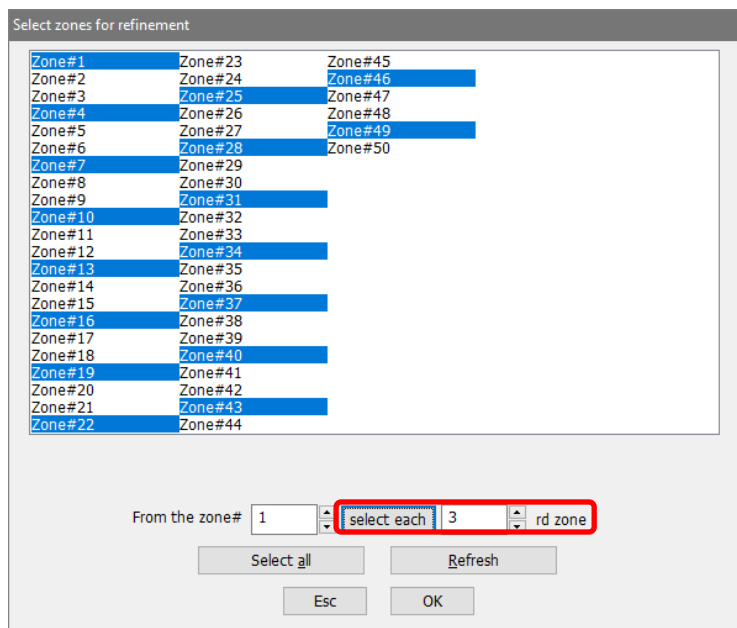 Select zones for refinement
Zone#1
Zone#2
Zone#3
Zone#4
Zone#5
Zone#6
Zone#7
Zone#8
Zone#9
Zone#10
Zone#11
Zone#12
Zone#13
Zone#14
Zone#15
Zone#16
Zone#17
Zone#18
Zone#19
Zone#20
Zone#21
Zone#22
Zone#23
Zone#24
Zone#25
Zone#26
Zone#27
Zone#28
Zone#29
Zone#30
Zone#31
Zone#32
Zone#33
Zone#34
Zone#35
Zone#36
Zone#37
Zone#38
Zone#39
Zone#40
Zone#41
Zone#42
Zone#43
Zone#44
Zone#45
Zone#46
Zone#47
Zone#48
Zone#49
Zone#50
From the zone# 1 select each 3 rd zone
Select all Refresh
Esc OK